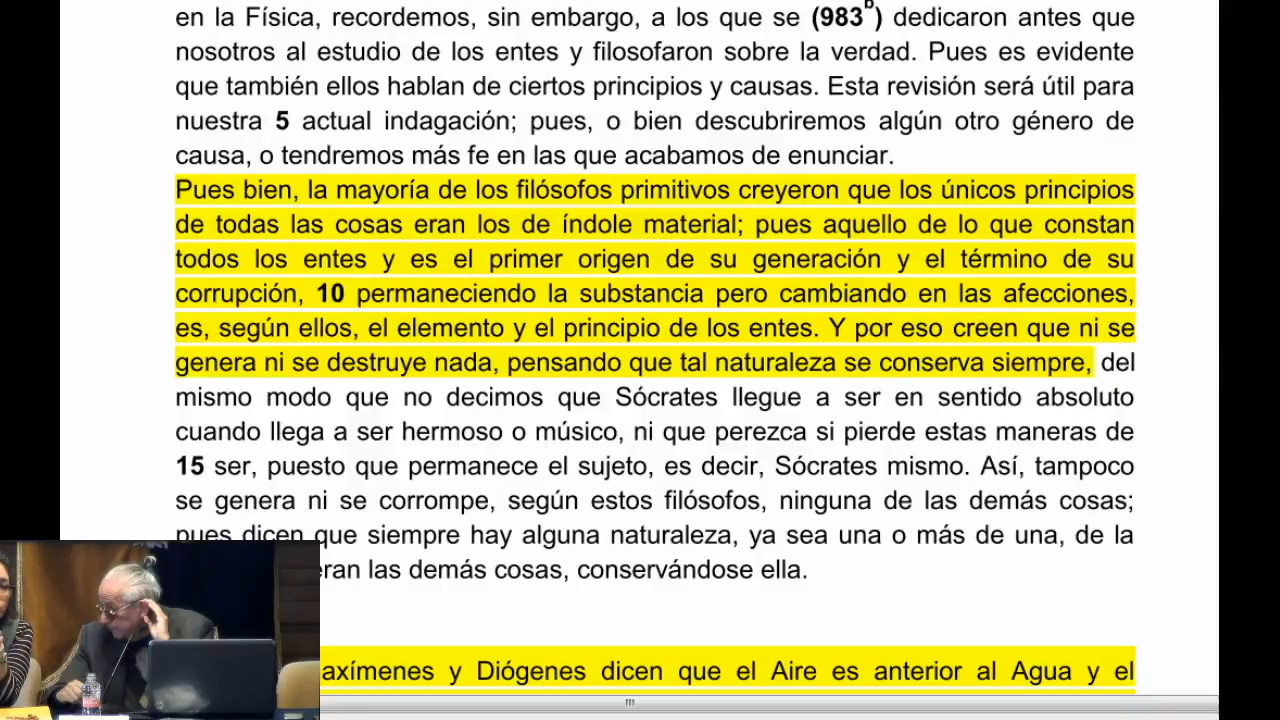 en la Física, recordemos, sin embargo, a los que se (983b) dedicaron antes que
nosotros al estudio de los entes y filosofaron sobre la verdad. Pues es evidente
que también ellos hablan de ciertos principios y causas. Esta revisión será útil para
nuestra 5 actual indagación; pues, o bien descubriremos algún otro género de
causa, o tendremos más fe en las que acabamos de enunciar.
Pues bien, la mayoría de los filósofos primitivos creyeron que los únicos principios
de todas las cosas eran los de índole material; pues aquello de lo que constan
todos los entes y es el primer origen de su generación y el término de su
corrupción, 10 permaneciendo la substancia pero cambiando en las afecciones,
es, según ellos, el elemento y el principio de los entes. Y por eso creen que ni se
genera ni se destruye nada, pensando que tal naturaleza se conserva siempre, del
mismo modo que no decimos que Sócrates llegue a ser en sentido absoluto
cuando llega a ser hermoso o músico, ni que perezca si pierde estas maneras de
15 ser, puesto que permanece el sujeto, es decir, Sócrates mismo. Así, tampoco
se genera ni se corrompe, según estos filósofos, ninguna de las demás cosas;
pues dicen que siempre hay alguna naturaleza, ya sea una o más de una, de la
eran las demás cosas, conservándose ella.
axímenes y Diógenes dicen que el Aire es anterior al Agua y el